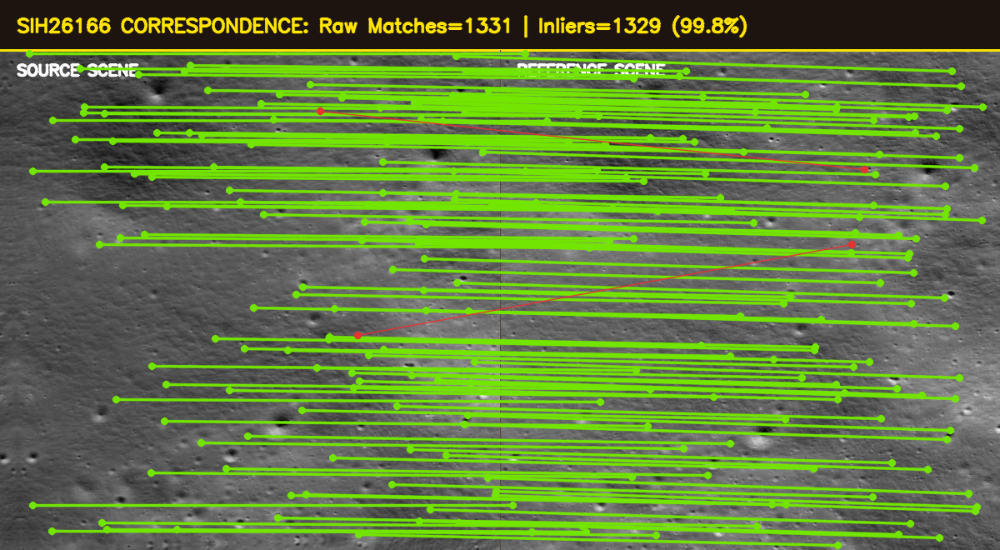 SIH26166 CORRESPONDENCE: Raw Matches=1331 | Inliers=1329 (99.8%)
SOURCE SCENE
REFERENCE SCENE